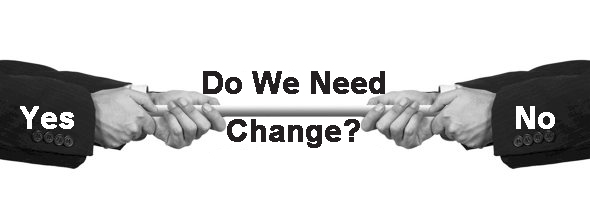 Do We Need
Yes
No
Change?